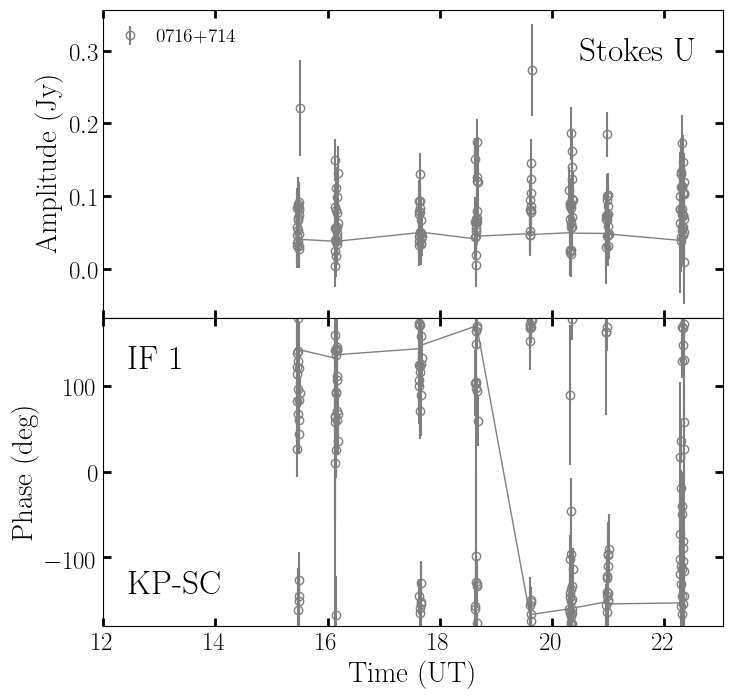 0716+714
Stokes U
0.3
0.2
0.1
0.0
Amplitude (Jy)
IF 1
100
0
−100
Phase (deg)
KP-SC
12 14 16 18 20 22
Time (UT)